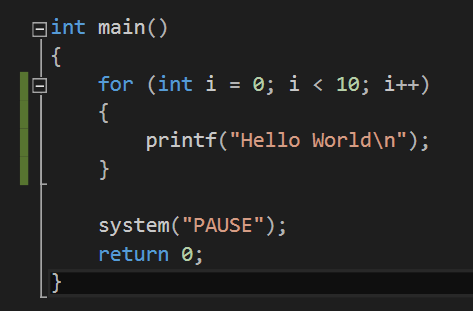 int main()
{
    for (int i = 0; i < 10; i++)
    {
        printf("Hello World\n");
    }

    system("PAUSE");
    return 0;
}